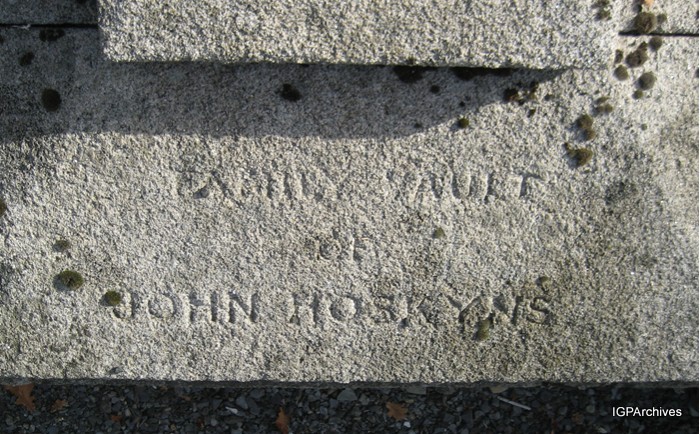 FAMILY VAULT
OF
JOHN HOSKYNS
IGPArchives